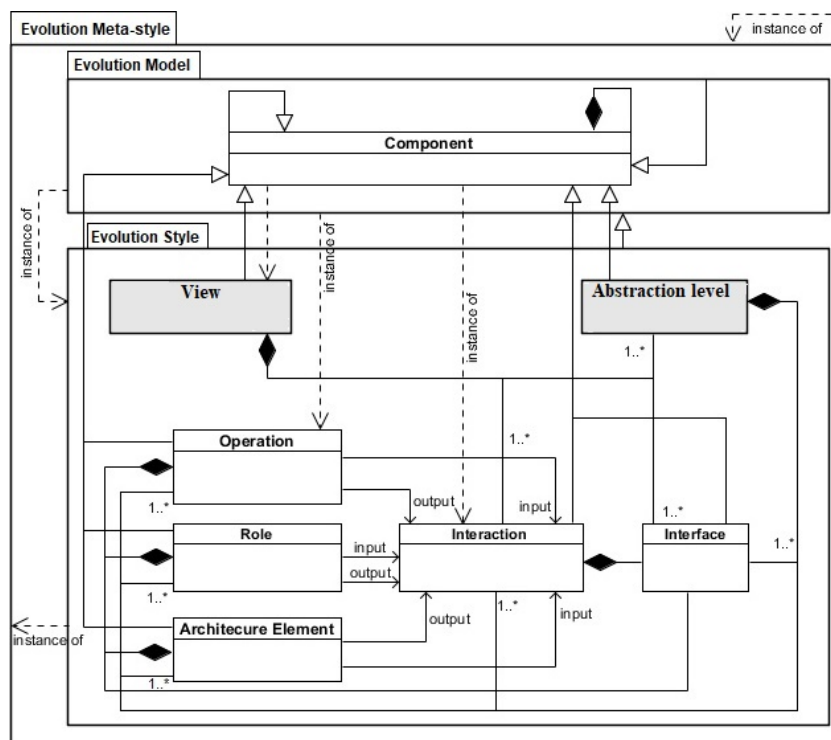 Evolution Meta-style
instance of
Evolution Model
Component
instance of
Evolution Style
instance of
View
Abstraction level
instance of
1..*
Operation
1..*
1..*
output
input
1..*
Role
input
output
Interaction
Interface
1..*
1..*
1..*
Architecure Element
output
input
instance of
1..*